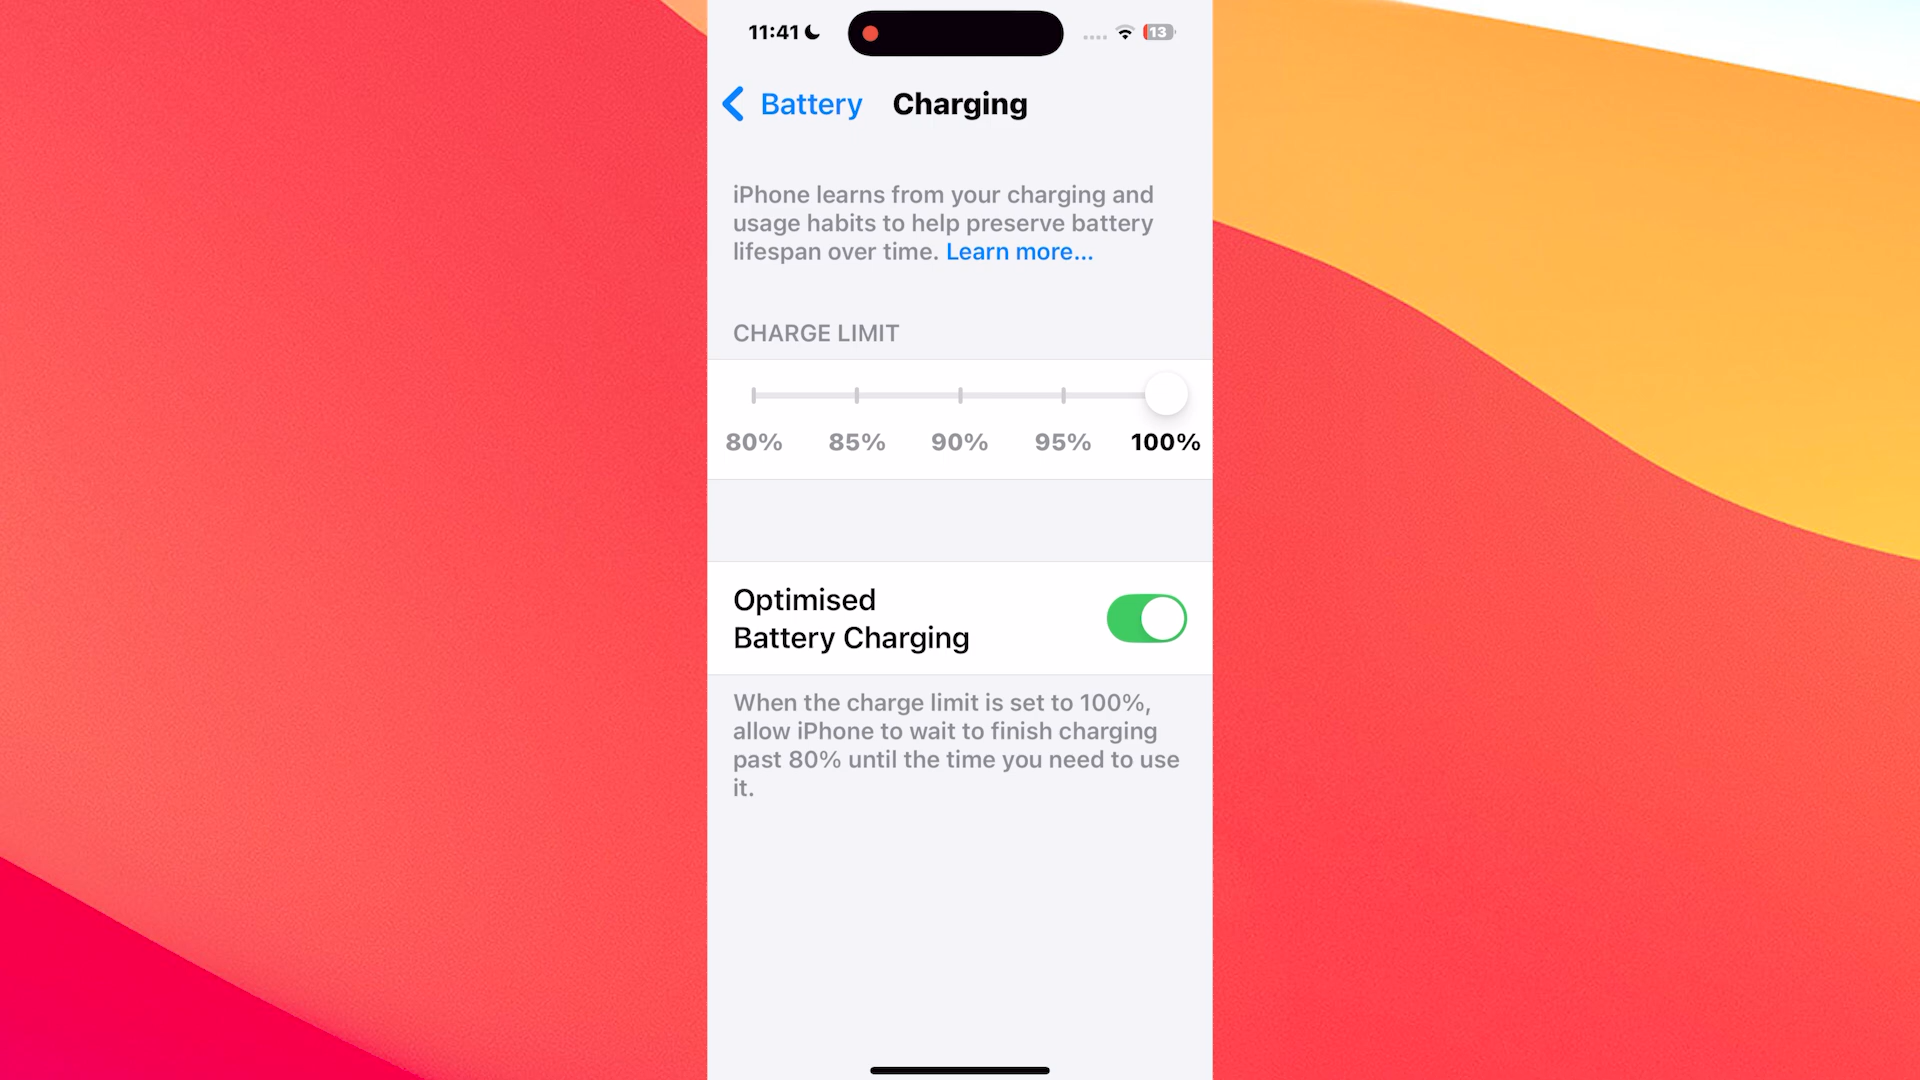 11:41
13
Battery
Charging
iPhone learns from your charging and
usage habits to help preserve battery
lifespan over time. Learn more...
CHARGE LIMIT
80% 85% 90% 95% 100%
Optimised
Battery Charging
When the charge limit is set to 100%,
allow iPhone to wait to finish charging
past 80% until the time you need to use
it.